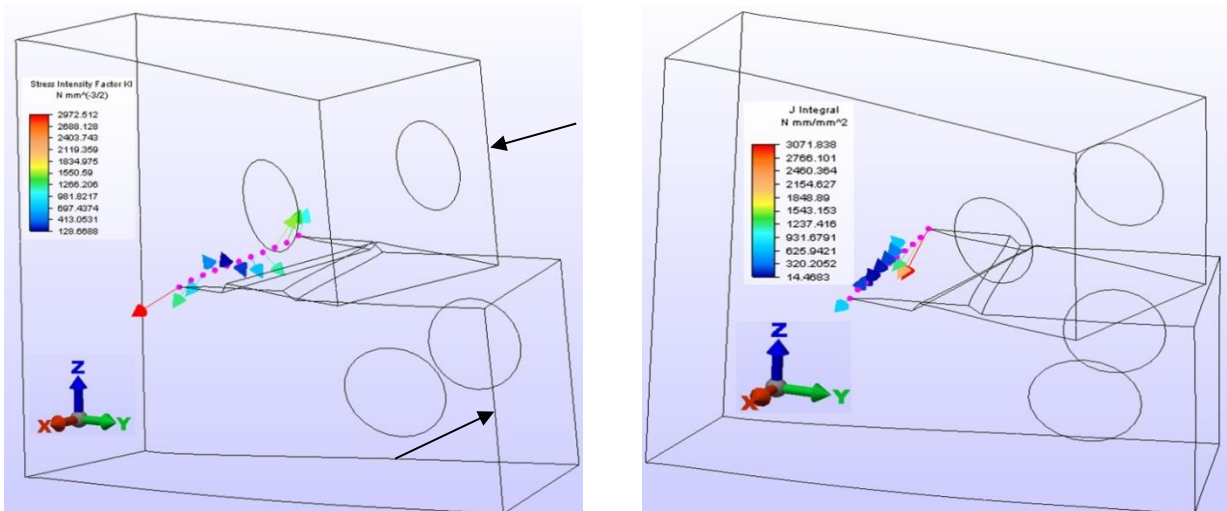 Stress Intensity Factor KI
N mm^(-3/2)
2972.512
2688.128
2403.743
2119.359
1834.975
1550.59
1266.206
981.8217
697.4374
413.0531
128.6688
Z
X
Y
J Integral
N mm/mm^2
3071.838
2766.101
2460.364
2154.627
1848.89
1543.153
1237.416
931.6791
625.9421
320.2052
14.4683
Z
X
Y